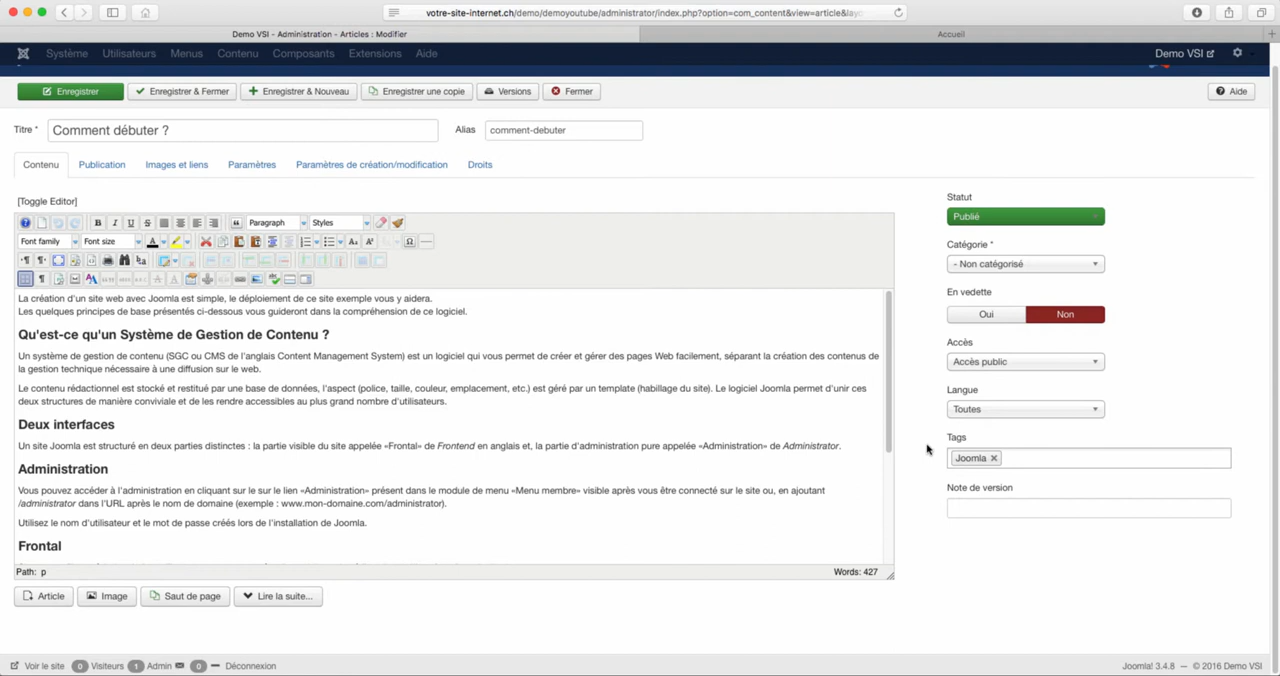 votre-site-internet.ch/demo/demoyoutube/administrator/index.php?option=com_content&view=article&lay
Demo VSI - Administration - Articles : Modifier
Accueil
Système Utilisateurs Menus Contenu Composants Extensions Aide
Demo VSI
Enregistrer
Enregistrer & Fermer
Enregistrer & Nouveau
Enregistrer une copie
Versions
Fermer
Aide
Titre * Comment débuter ?
Alias comment-debuter
Contenu Publication Images et liens Paramètres Paramètres de création/modification Droits
[Toggle Editor]
Paragraph Styles
Font family Font size
La création d'un site web avec Joomla est simple, le déploiement de ce site exemple vous y aidera.
Les quelques principes de base présentés ci-dessous vous guideront dans la compréhension de ce logiciel.
Qu'est-ce qu'un Système de Gestion de Contenu ?
Un système de gestion de contenu (SGC ou CMS de l'anglais Content Management System) est un logiciel qui vous permet de créer et gérer des pages Web facilement, séparant la création des contenus de
la gestion technique nécessaire à une diffusion sur le web.
Le contenu rédactionnel est stocké et restitué par une base de données, l'aspect (police, taille, couleur, emplacement, etc.) est géré par un template (habillage du site). Le logiciel Joomla permet d'unir ces
deux structures de manière conviviale et de les rendre accessibles au plus grand nombre d'utilisateurs.
Deux interfaces
Un site Joomla est structuré en deux parties distinctes : la partie visible du site appelée «Frontal» de Frontend en anglais et, la partie d'administration pure appelée «Administration» de Administrator.
Administration
Vous pouvez accéder à l'administration en cliquant sur le sur le lien «Administration» présent dans le module de menu «Menu membre» visible après vous être connecté sur le site ou, en ajoutant
/administrator dans l'URL après le nom de domaine (exemple : www.mon-domaine.com/administrator).
Utilisez le nom d'utilisateur et le mot de passe créés lors de l'installation de Joomla.
Frontal
Path: p
Words: 427
Article
Image
Saut de page
Lire la suite...
Statut
Publié
Catégorie *
- Non catégorisé
En vedette
Oui Non
Accès
Accès public
Langue
Toutes
Tags
Joomla
Note de version
Voir le site 0 Visiteurs 1 Admin 0 Déconnexion
Joomla! 3.4.8 — © 2016 Demo VSI